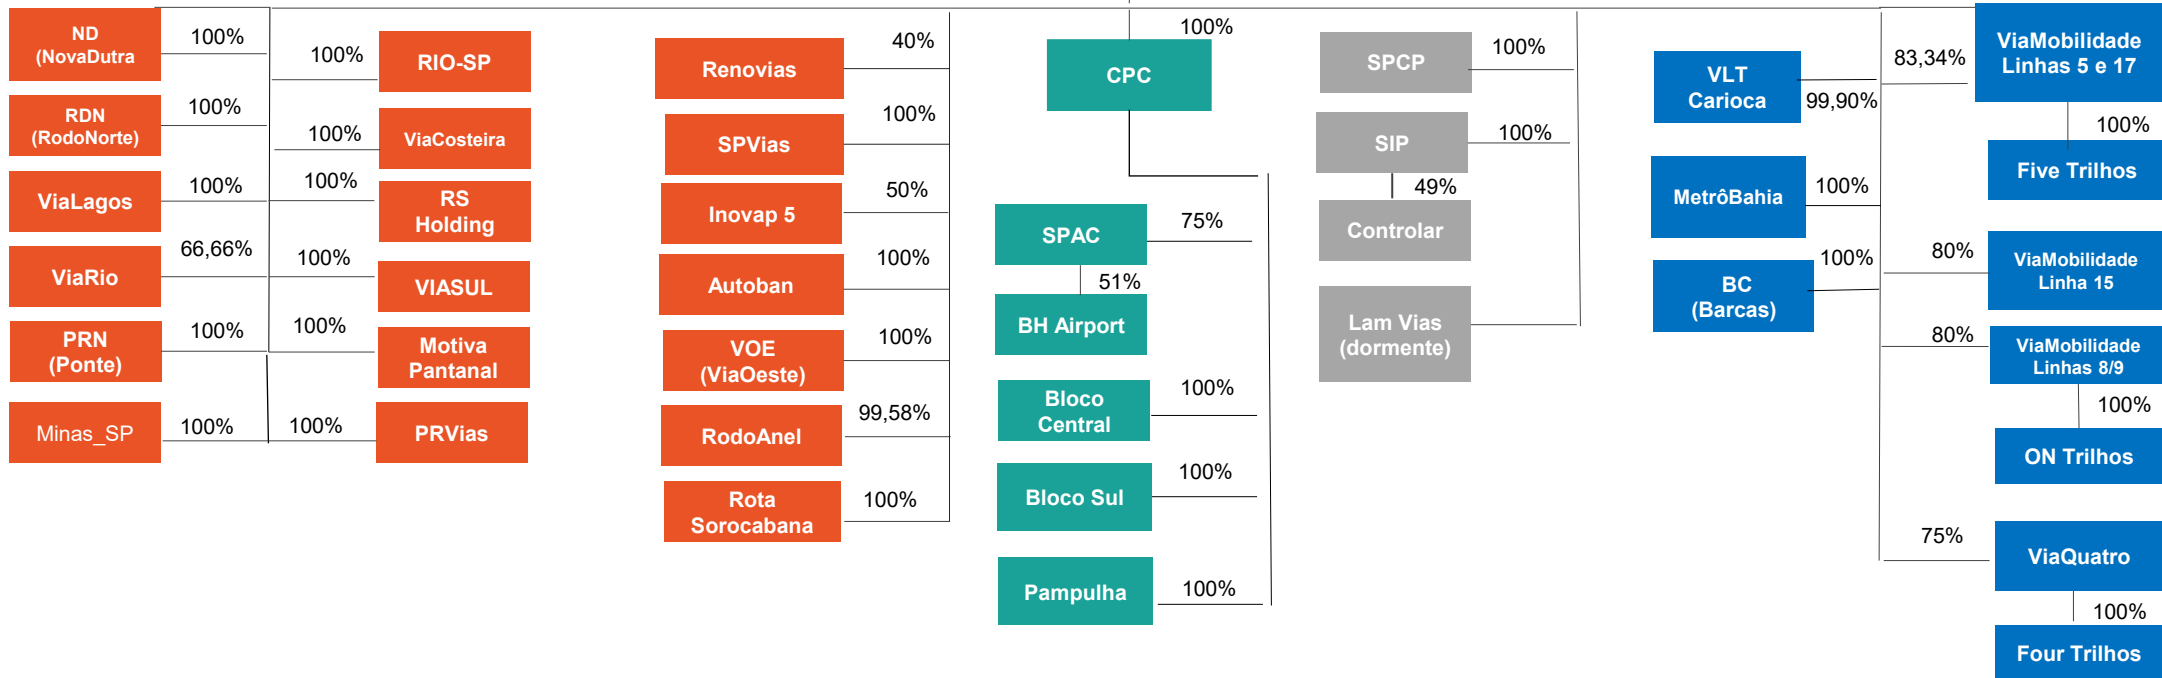 ND
(NovaDutra
100%
100%
RIO-SP
RDN
(RodoNorte)
100%
100%
ViaCosteira
ViaLagos
100%
100%
RS
Holding
ViaRio
66,66%
100%
VIASUL
PRN
(Ponte)
100%
100%
Motiva
Pantanal
Minas_SP
100%
100%
PRVias
Renovias
40%
SPVias
100%
Inovap 5
50%
Autoban
100%
VOE
(ViaOeste)
100%
RodoAnel
99,58%
Rota
Sorocabana
100%
100%
CPC
SPAC
75%
51%
BH Airport
Bloco
Central
100%
Bloco Sul
100%
Pampulha
100%
SPCP
100%
SIP
100%
49%
Controlar
Lam Vias
(dormente)
VLT
Carioca
99,90%
83,34%
ViaMobilidade
Linhas 5 e 17
100%
Five Trilhos
MetrôBahia
100%
BC
(Barcas)
100%
80%
ViaMobilidade
Linha 15
80%
ViaMobilidade
Linhas 8/9
100%
ON Trilhos
75%
ViaQuatro
100%
Four Trilhos